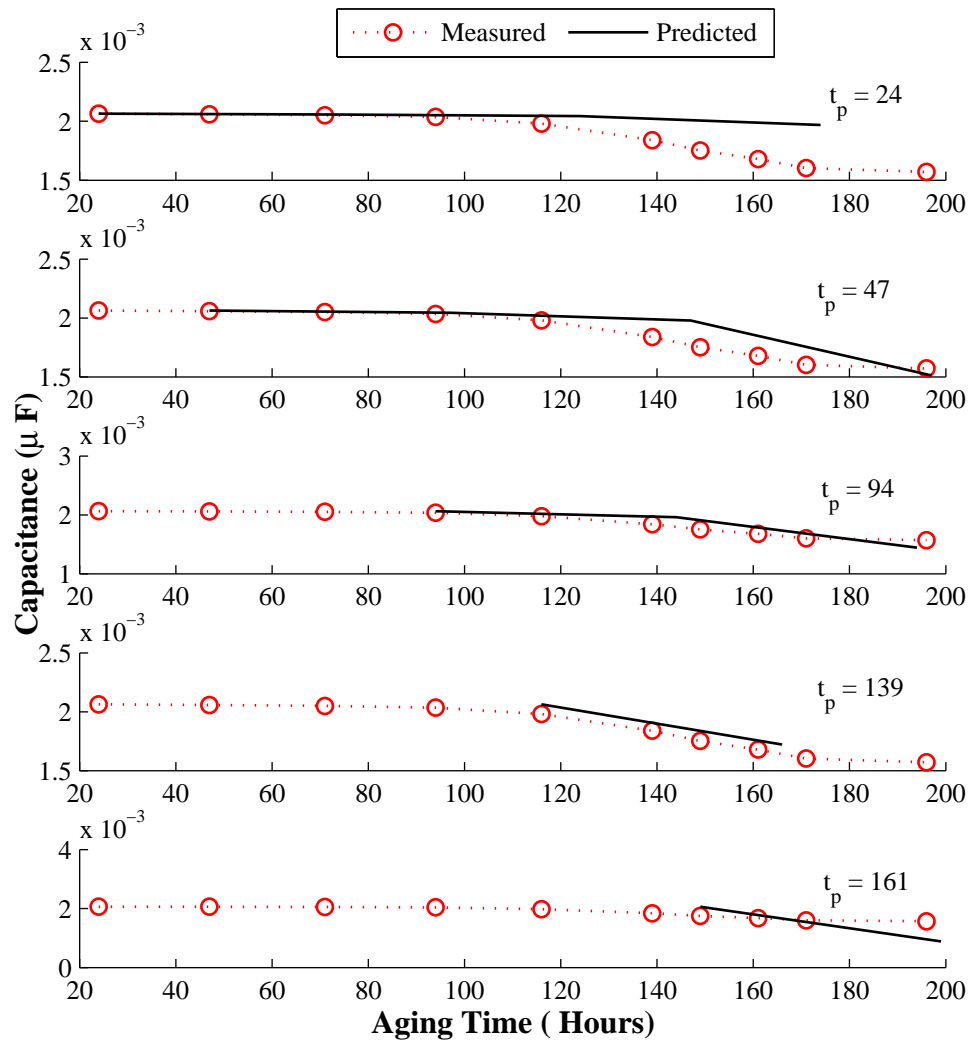 Measured Predicted
x 10⁻³
2.5
2
1.5
t_p = 24
20 40 60 80 100 120 140 160 180 200
x 10⁻³
2.5
2
1.5
t_p = 47
20 40 60 80 100 120 140 160 180 200
x 10⁻³
3
2
1
t_p = 94
20 40 60 80 100 120 140 160 180 200
x 10⁻³
2.5
2
1.5
t_p = 139
20 40 60 80 100 120 140 160 180 200
x 10⁻³
4
2
0
t_p = 161
20 40 60 80 100 120 140 160 180 200
Capacitance (μ F)
Aging Time ( Hours)